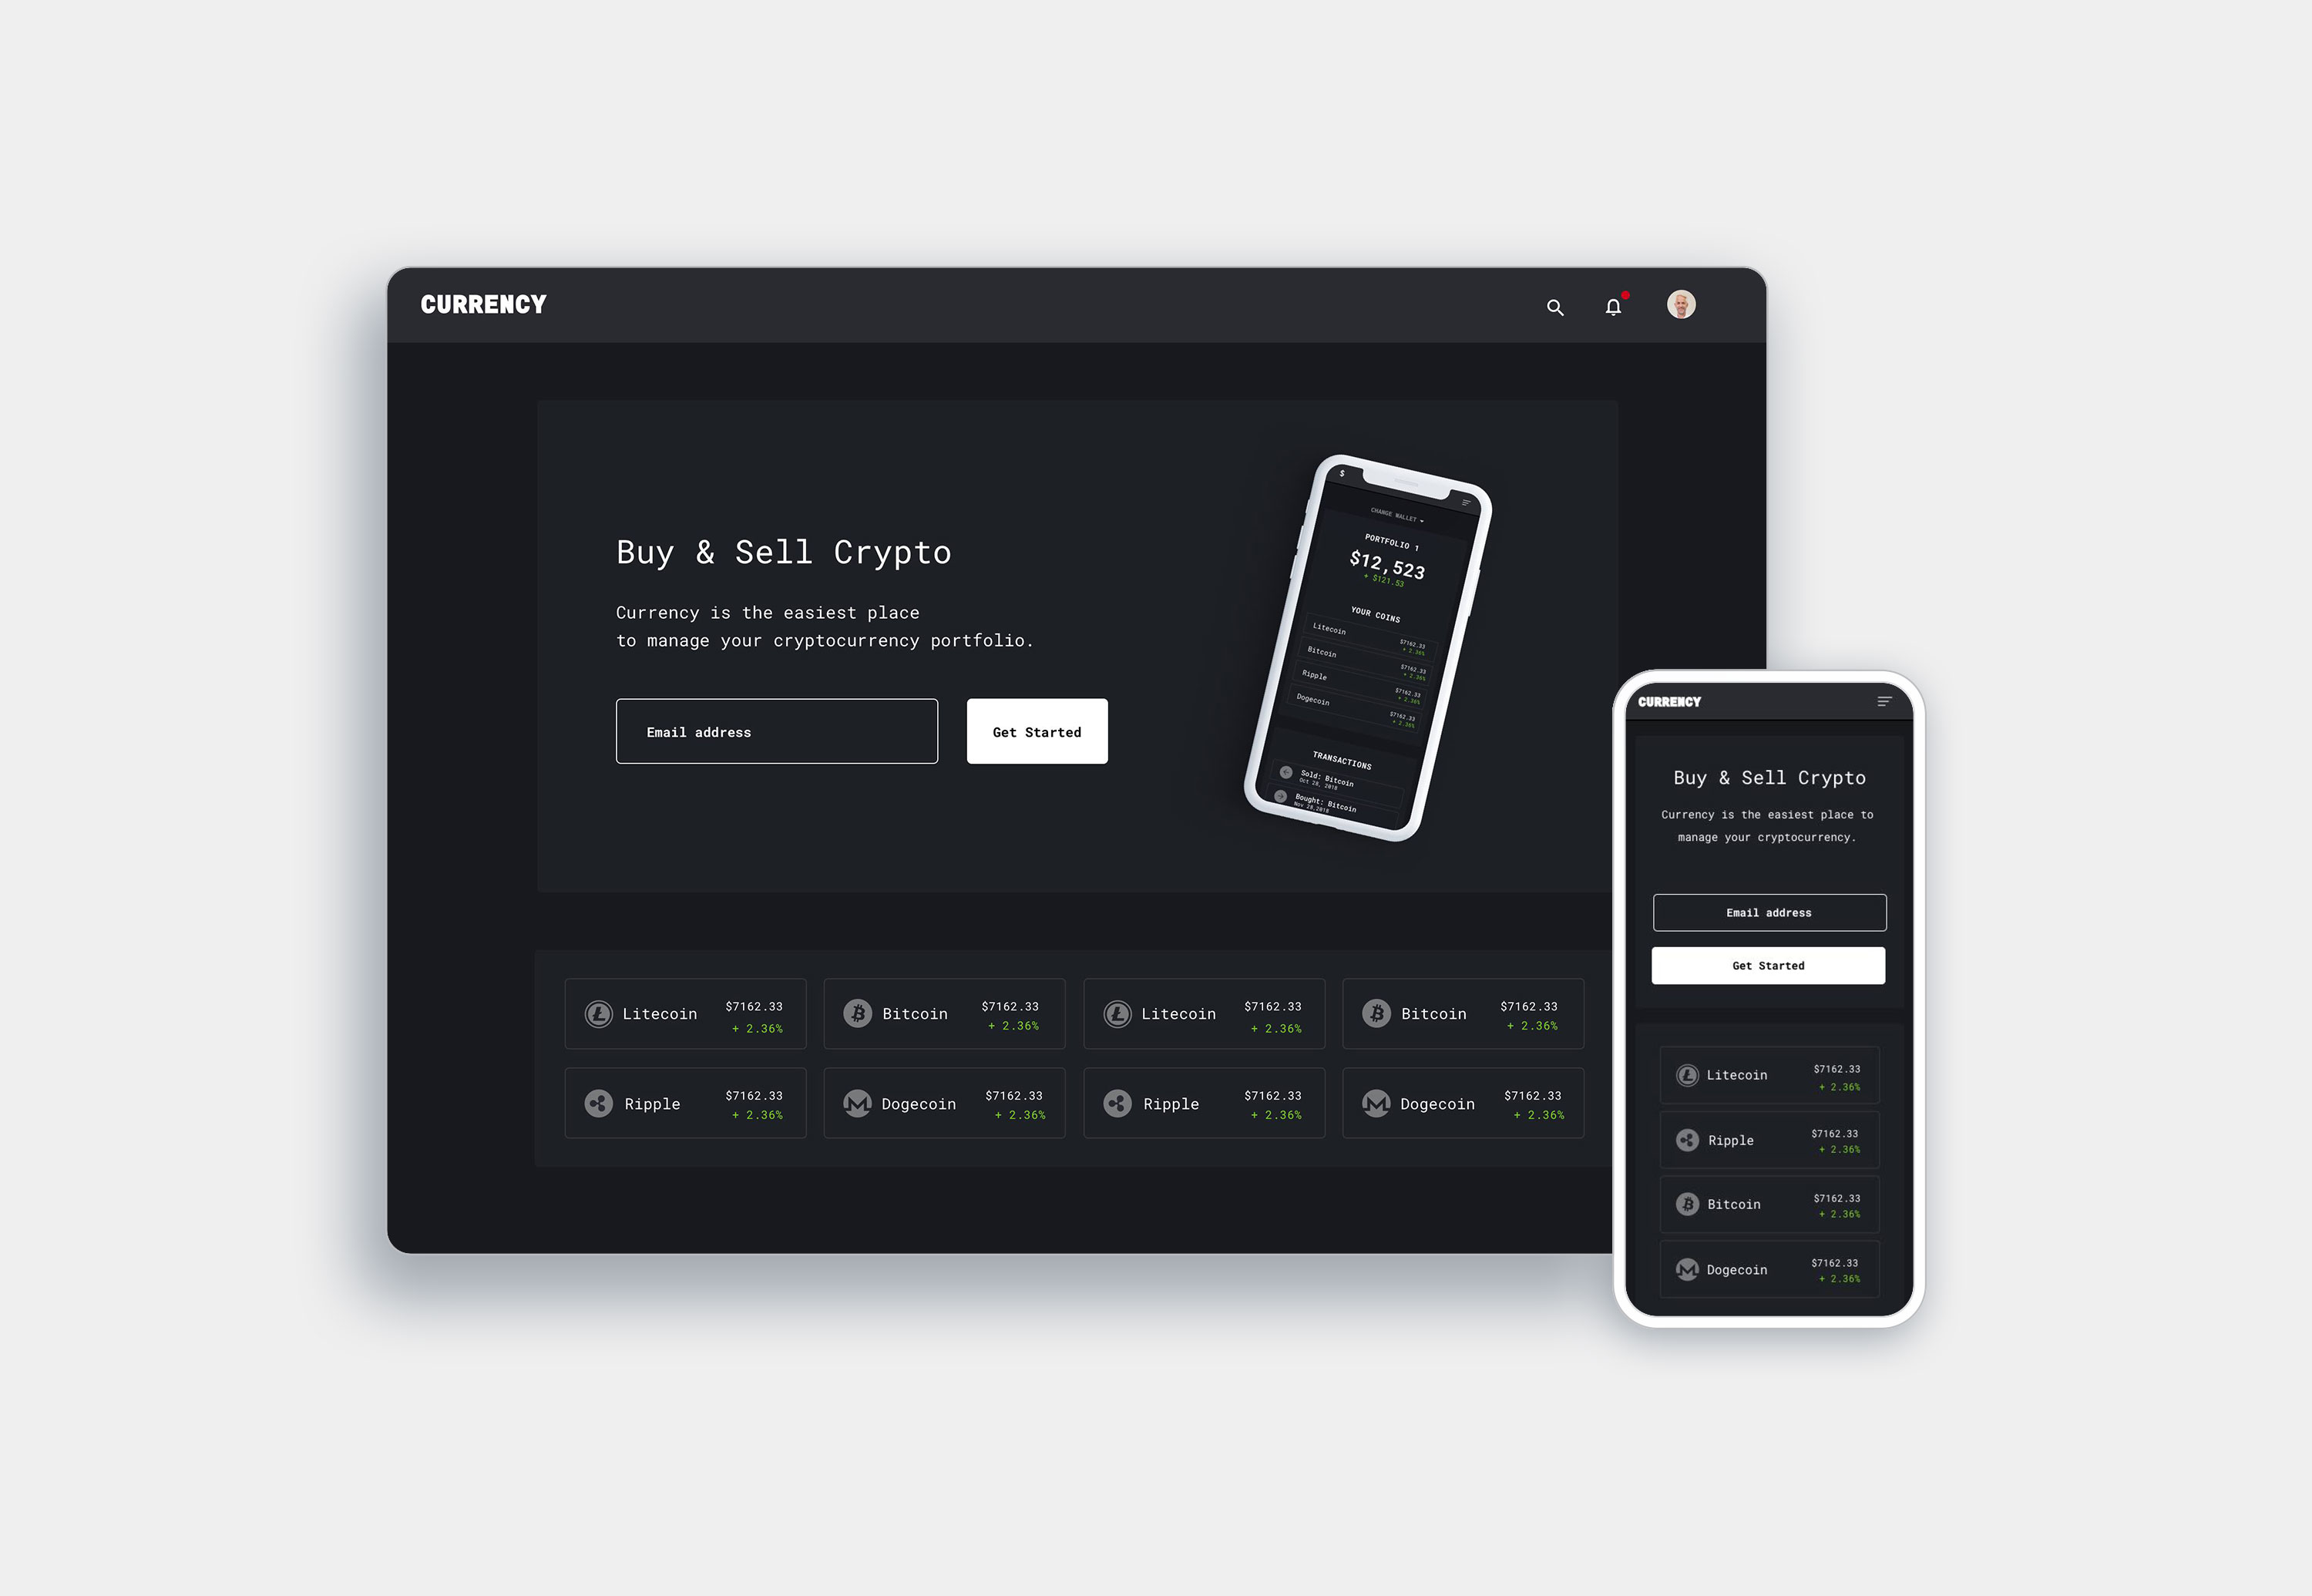 CURRENCY
Buy & Sell Crypto
Currency is the easiest place
to manage your cryptocurrency portfolio.
Email address
Get Started
$
CHANGE WALLET
PORTFOLIO 1
$12,523
+ $121.53
YOUR COINS
Litecoin
$7162.33
+ 2.36%
Bitcoin
$7162.33
+ 2.36%
Ripple
$7162.33
+ 2.36%
Dogecoin
$7162.33
+ 2.36%
TRANSACTIONS
Sold: Bitcoin
Oct 28, 2018
Bought: Bitcoin
Nov 28,2018
Litecoin
$7162.33
+ 2.36%
Bitcoin
$7162.33
+ 2.36%
Litecoin
$7162.33
+ 2.36%
Bitcoin
$7162.33
+ 2.36%
Ripple
$7162.33
+ 2.36%
Dogecoin
$7162.33
+ 2.36%
Ripple
$7162.33
+ 2.36%
Dogecoin
$7162.33
+ 2.36%
CURRENCY
Buy & Sell Crypto
Currency is the easiest place to
manage your cryptocurrency.
Email address
Get Started
Litecoin
$7162.33
+ 2.36%
Ripple
$7162.33
+ 2.36%
Bitcoin
$7162.33
+ 2.36%
Dogecoin
$7162.33
+ 2.36%